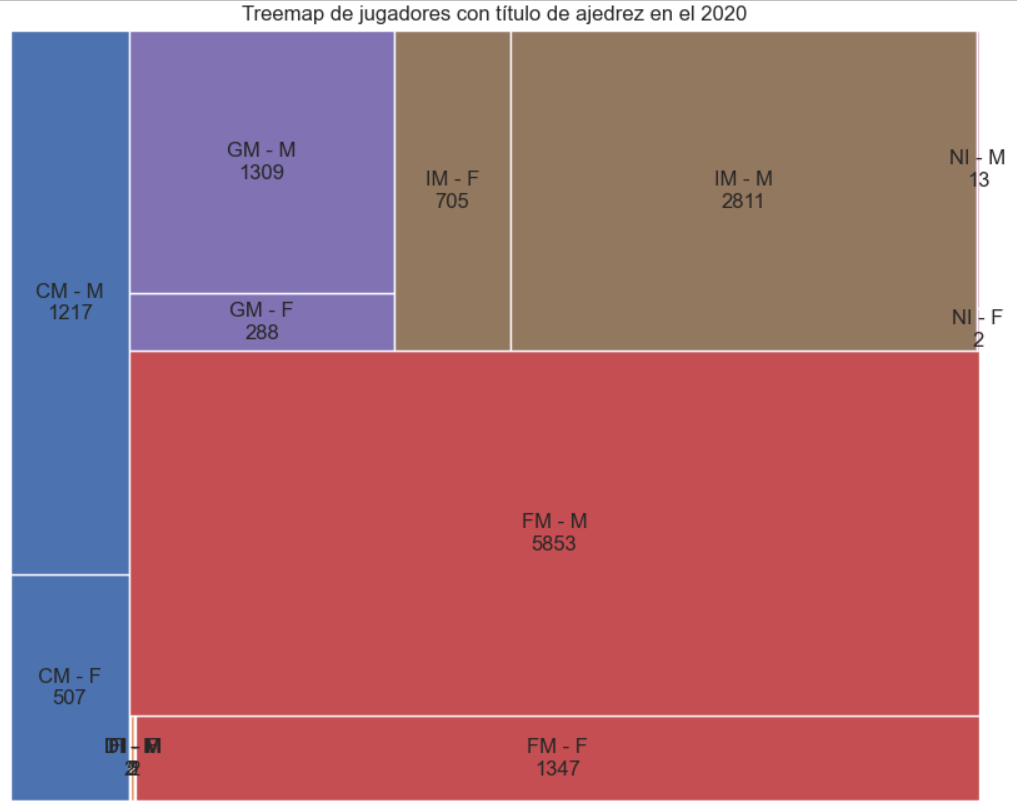 Treemap de jugadores con título de ajedrez en el 2020
GM - M
1309
IM - F
705
IM - M
2811
NI - M
13
CM - M
1217
GM - F
288
NI - F
2
FM - M
5853
CM - F
507
FM - F
1347